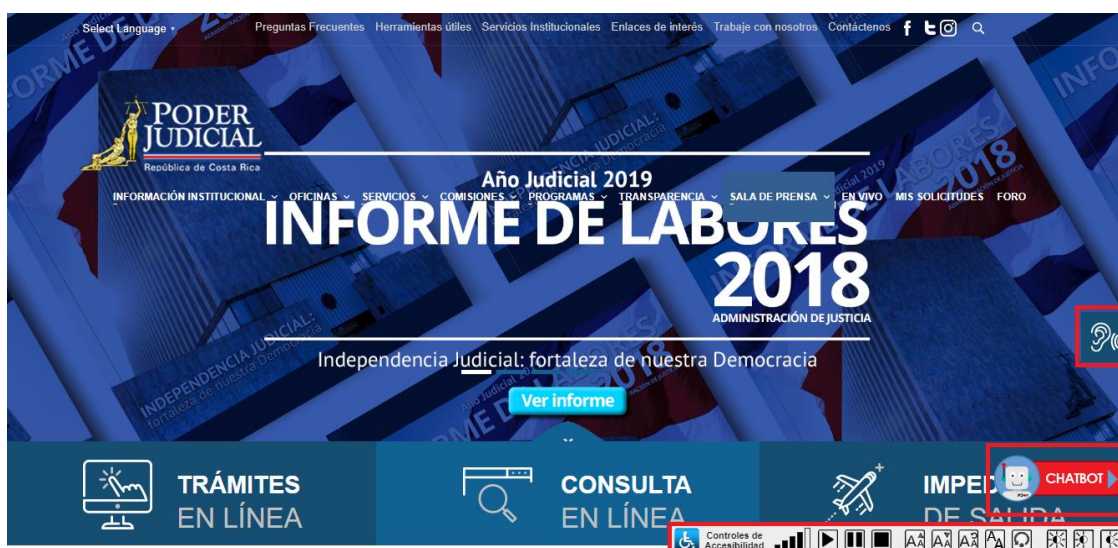 Select Language
Preguntas Frecuentes Herramientas útiles Servicios Institucionales Enlaces de interés Trabaje con nosotros Contáctenos
PODER
JUDICIAL
República de Costa Rica
Año Judicial 2019
INFORMACIÓN INSTITUCIONAL OFICINAS SERVICIOS COMISIONES PROGRAMAS TRANSPARENCIA SALA DE PRENSA EN VIVO MIS SOLICITUDES FORO
INFORME DE LABORES
2018
ADMINISTRACIÓN DE JUSTICIA
Independencia Judicial: fortaleza de nuestra Democracia
Ver informe
TRÁMITES
EN LÍNEA
CONSULTA
EN LÍNEA
IMPED
DE SALIDA
CHATBOT
Controles de
Accesibilidad